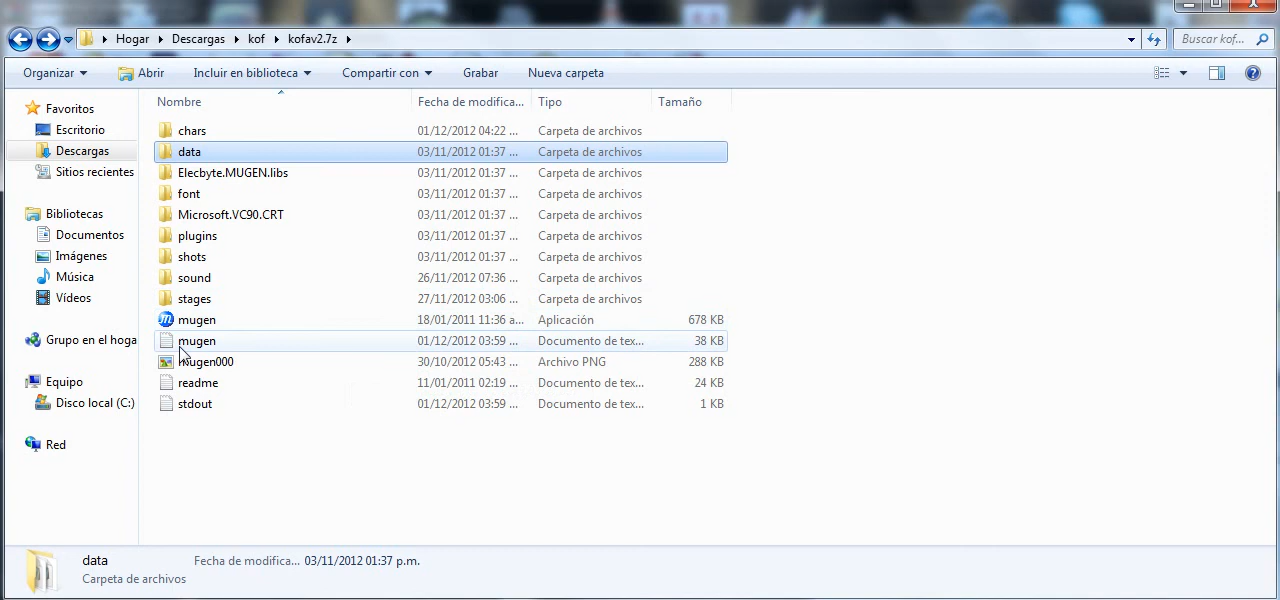 Hogar Descargas kof kofav2.7z Buscar kof...
Organizar Abrir Incluir en biblioteca Compartir con Grabar Nueva carpeta
Favoritos
Escritorio
Descargas
Sitios recientes
Bibliotecas
Documentos
Imágenes
Música
Vídeos
Grupo en el hoga
Equipo
Disco local (C:)
Red
Nombre Fecha de modifica... Tipo Tamaño
chars 01/12/2012 04:22 ... Carpeta de archivos
data 03/11/2012 01:37 ... Carpeta de archivos
Elecbyte.MUGEN.libs 03/11/2012 01:37 ... Carpeta de archivos
font 03/11/2012 01:37 ... Carpeta de archivos
Microsoft.VC90.CRT 03/11/2012 01:37 ... Carpeta de archivos
plugins 03/11/2012 01:37 ... Carpeta de archivos
shots 03/11/2012 01:37 ... Carpeta de archivos
sound 26/11/2012 07:36 ... Carpeta de archivos
stages 27/11/2012 03:06 ... Carpeta de archivos
mugen 18/01/2011 11:36 a... Aplicación 678 KB
mugen 01/12/2012 03:59 ... Documento de tex... 38 KB
mugen000 30/10/2012 05:43 ... Archivo PNG 288 KB
readme 11/01/2011 02:19 ... Documento de tex... 24 KB
stdout 01/12/2012 03:59 ... Documento de tex... 1 KB
data Fecha de modifica... 03/11/2012 01:37 p.m.
Carpeta de archivos